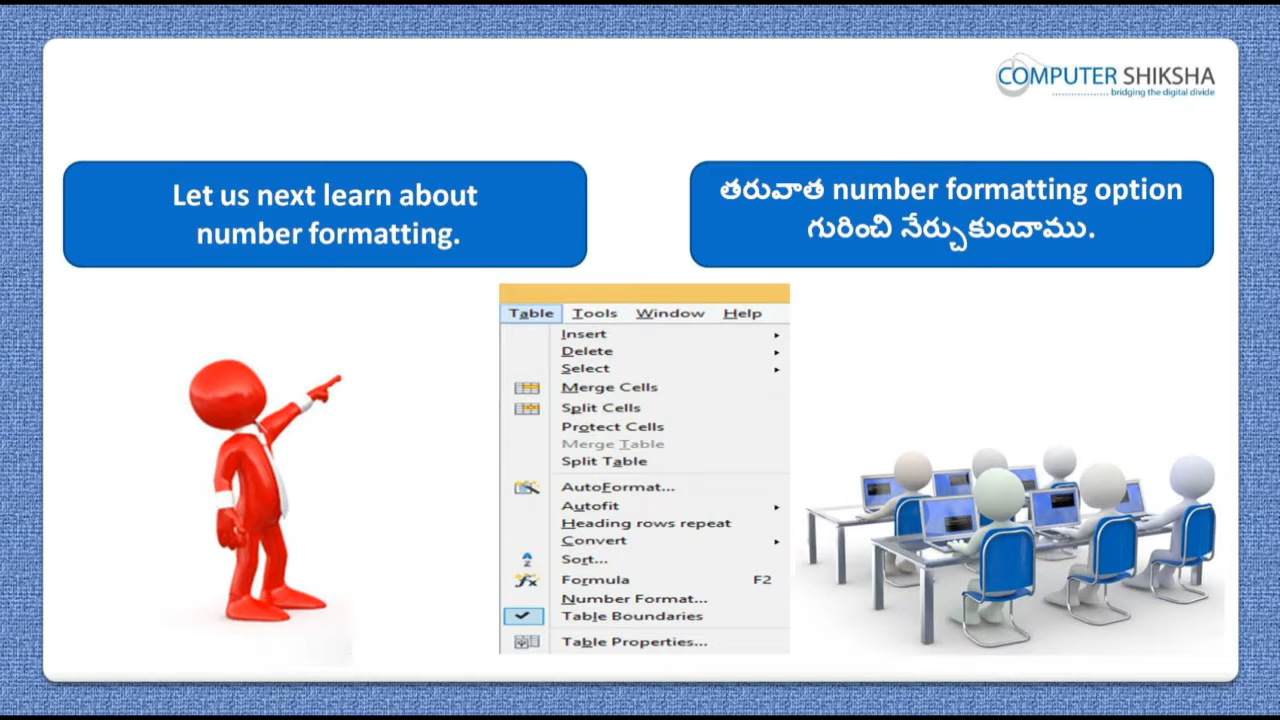 COMPUTER SHIKSHA
bridging the digital divide
Let us next learn about
number formatting.
తరువాత number formatting option
గురించి నేర్చుకుందాము.
Table Tools Window Help
Insert
Delete
Select
Merge Cells
Split Cells
Protect Cells
Merge Table
Split Table
AutoFormat...
Autofit
Heading rows repeat
Convert
Sort...
Formula F2
Number Format...
Table Boundaries
Table Properties...